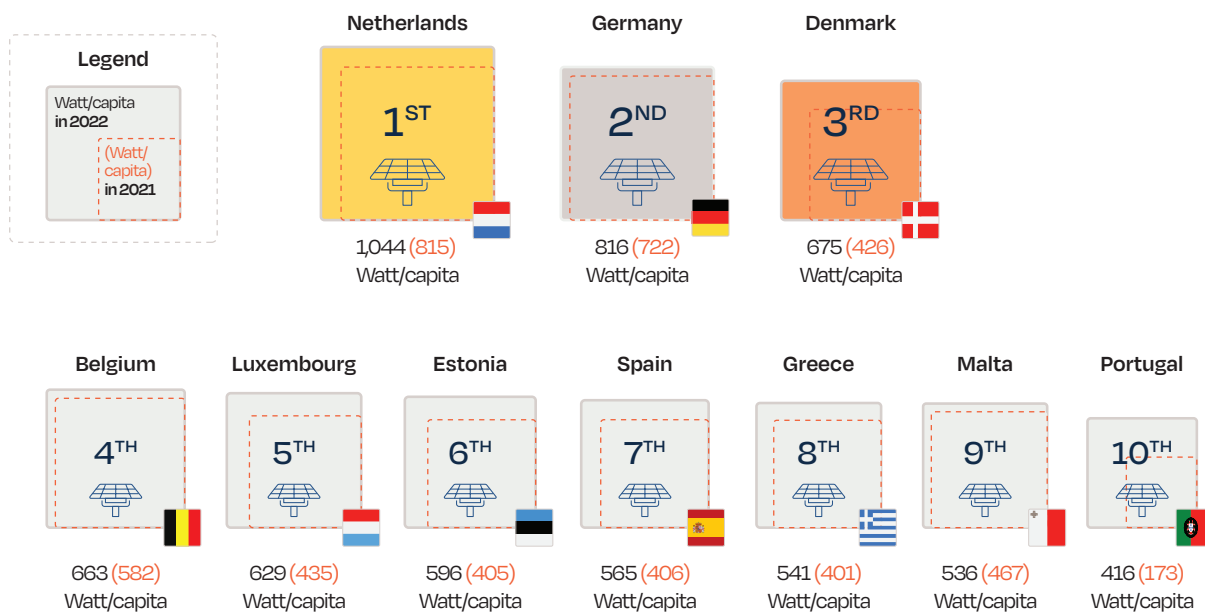 Legend
Watt/capita
in 2022
(Watt/
capita)
in 2021
Netherlands
1ST
1,044 (815)
Watt/capita
Germany
2ND
816 (722)
Watt/capita
Denmark
3RD
675 (426)
Watt/capita
Belgium
4TH
663 (582)
Watt/capita
Luxembourg
5TH
629 (435)
Watt/capita
Estonia
6TH
596 (405)
Watt/capita
Spain
7TH
565 (406)
Watt/capita
Greece
8TH
541 (401)
Watt/capita
Malta
9TH
536 (467)
Watt/capita
Portugal
10TH
416 (173)
Watt/capita